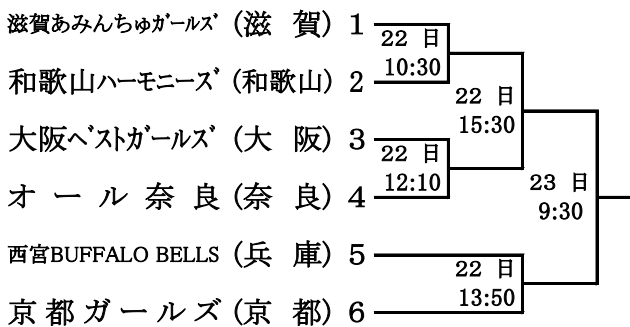 滋賀あみんちゅガールズ (滋 賀) 1
22 日
10:30
和歌山ハーモニーズ (和歌山) 2
22 日
15:30
大阪ベストガールズ (大 阪) 3
22 日
12:10
オール奈良 (奈 良) 4
23 日
9:30
西宮BUFFALO BELLS (兵 庫) 5
22 日
13:50
京都ガールズ (京 都) 6